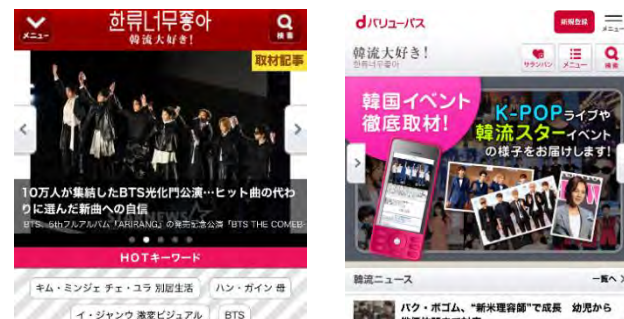 メニュー
한류너무좋아
韓流大好き!
検索
取材記事
10万人が集結したBTS光化門公演…ヒット曲の代わ
りに選んだ新曲への自信
BTS、5thフルアルバム「ARIRANG」の発売記念公演「BTS THE COMEB-
HOTキーワード
キム・ミンジェ チェ・ユラ 別居生活
ハン・ガイン 母
イ・ジャンウ 激変ビジュアル
BTS
dバリューパス
新規登録
メニュー
韓流大好き!
한류너무좋아
サランバン
メニュー
検索
韓国イベント
徹底取材!
K-POPライブや
韓流スターイベント
の様子をお届けします!
韓流ニュース
一覧へ
パク・ボゴム、“新米理容師”で成長 幼児から